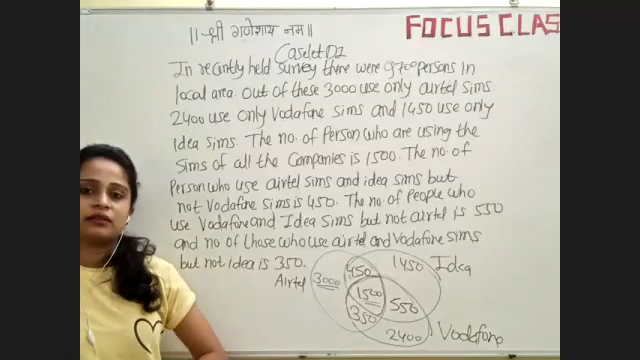 ॥ - श्री गणेशाय नमः ॥
FOCUS CLAS
Caselet DI
In recently held survey there were 9700 persons in
local area. Out of these 3000 use only airtel sims.
2400 use only Vodafone sims and 1450 use only
Idea sims. The no. of Person who are using the
Sims of all the Companies is 1500. The no. of
Person who use airtel sims and idea sims but
not Vodafone sims is 450. The no. of people who
use Vodafone and Idea Sims but not airtel is 550
and no. of those who use airtel and Vodafone sims
but not idea is 350.
450 1450 Idea
Airtel 3000
1500 550
350
2400 Vodafone